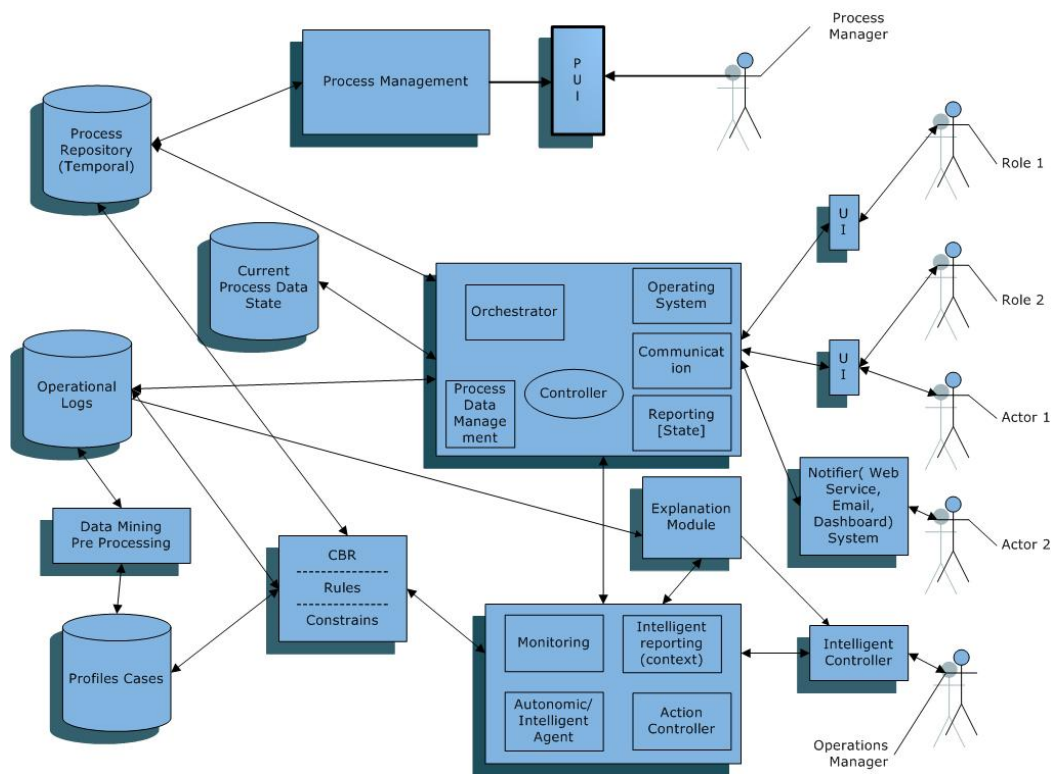 Process
Manager
Process Management
P
U
I
Process
Repository
(Temporal)
Role 1
U
I
Current
Process Data
State
Operating
System
Orchestrator
Role 2
Communicat
ion
U
I
Operational
Logs
Process
Data
Manage
ment
Controller
Reporting
[State]
Actor 1
Notifier( Web
Service,
Email,
Dashboard)
System
Explanation
Module
Actor 2
Data Mining
Pre Processing
CBR
Rules
Constrains
Monitoring
Intelligent
reporting
(context)
Intelligent
Controller
Profiles Cases
Autonomic/
Intelligent
Agent
Action
Controller
Operations
Manager